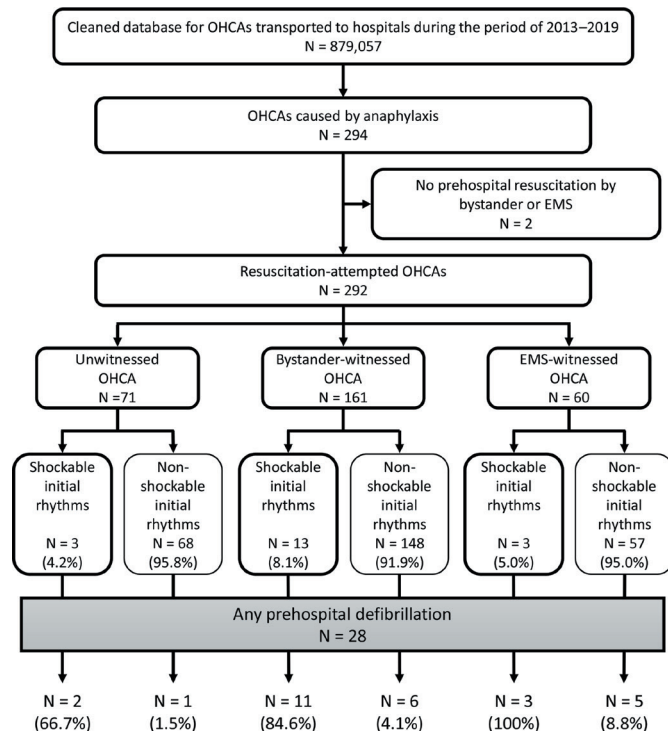 Cleaned database for OHCAs transported to hospitals during the period of 2013–2019
N = 879,057
OHCAs caused by anaphylaxis
N = 294
No prehospital resuscitation by
bystander or EMS
N = 2
Resuscitation-attempted OHCAs
N = 292
Unwitnessed
OHCA
N =71
Bystander-witnessed
OHCA
N = 161
EMS-witnessed
OHCA
N = 60
Shockable
initial
rhythms
N = 3
(4.2%)
Non-
shockable
initial
rhythms
N = 68
(95.8%)
Shockable
initial
rhythms
N = 13
(8.1%)
Non-
shockable
initial
rhythms
N = 148
(91.9%)
Shockable
initial
rhythms
N = 3
(5.0%)
Non-
shockable
initial
rhythms
N = 57
(95.0%)
Any prehospital defibrillation
N = 28
N = 2
(66.7%)
N = 1
(1.5%)
N = 11
(84.6%)
N = 6
(4.1%)
N = 3
(100%)
N = 5
(8.8%)